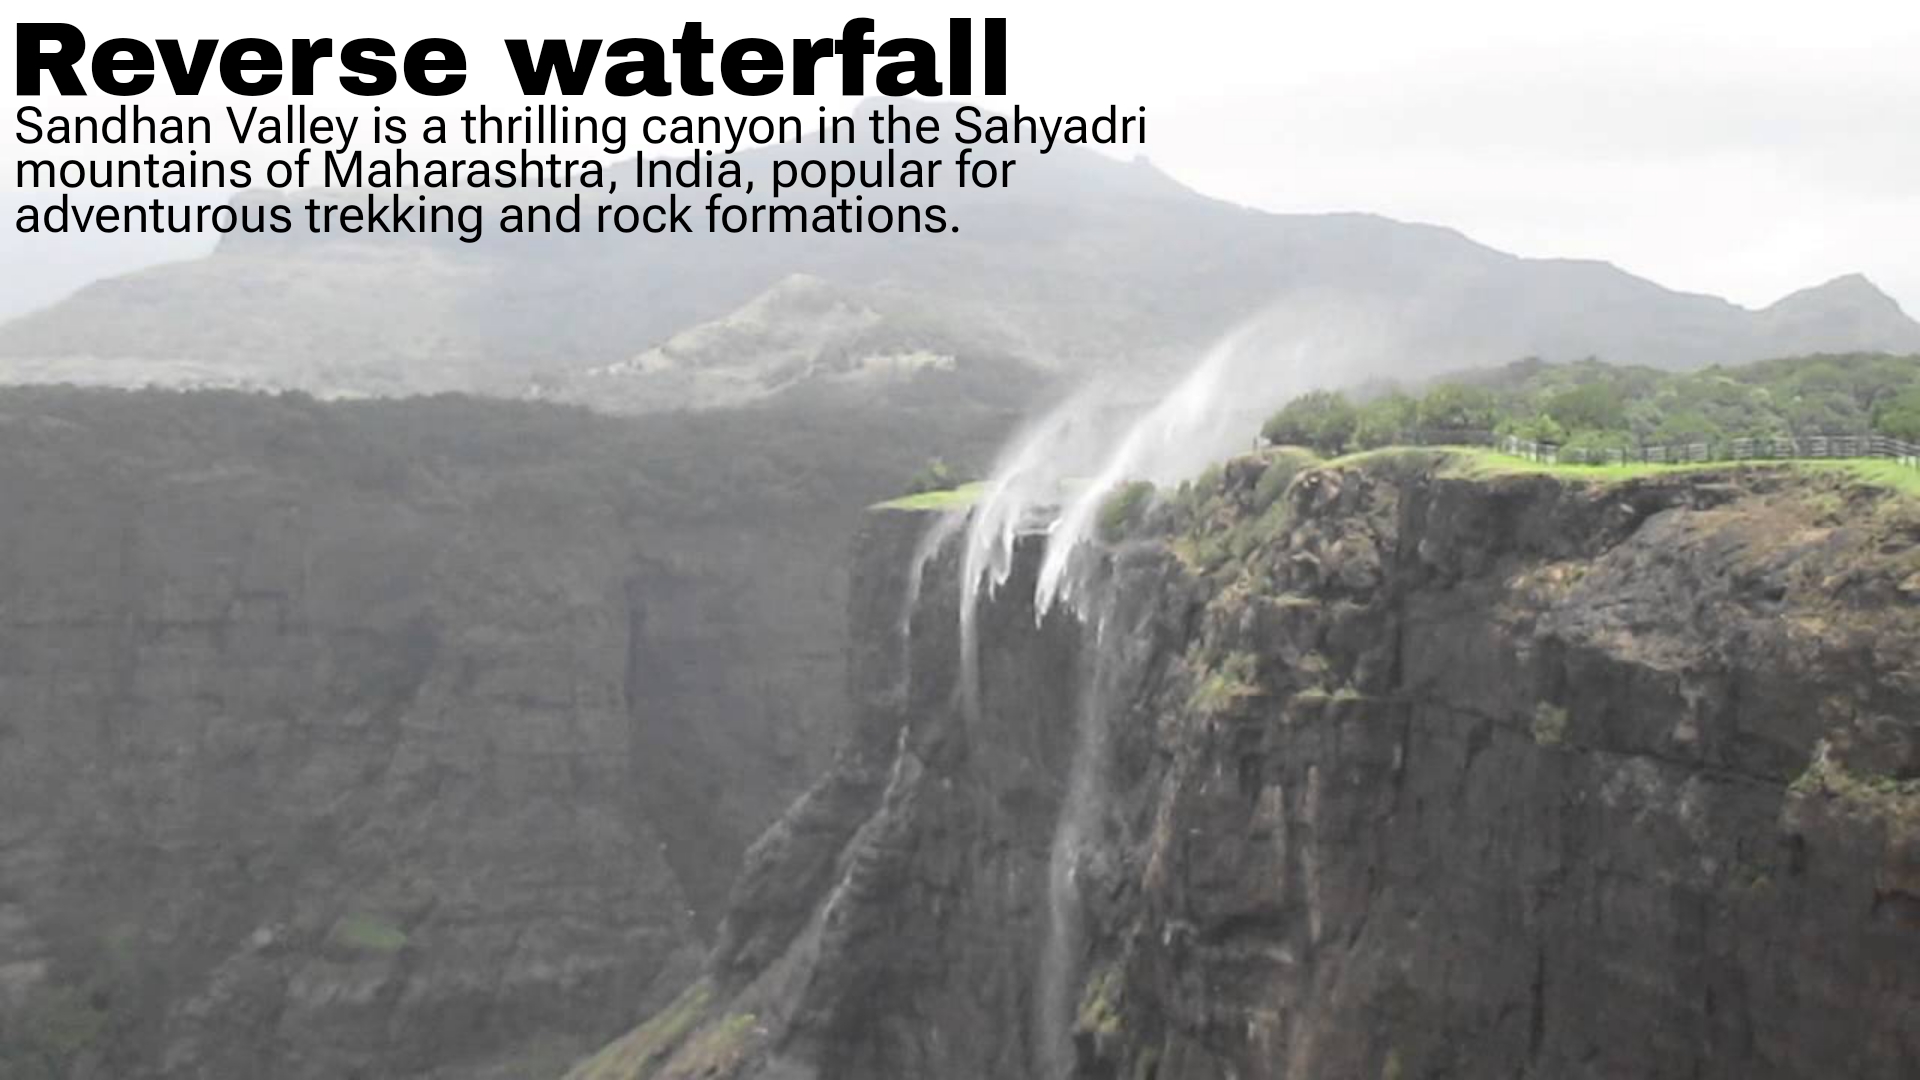 Reverse waterfall
Sandhan Valley is a thrilling canyon in the Sahyadri
mountains of Maharashtra, India, popular for
adventurous trekking and rock formations.